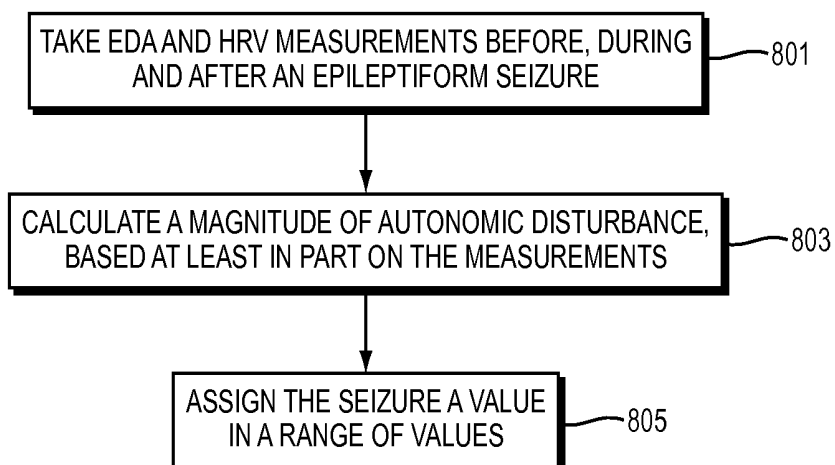 TAKE EDA AND HRV MEASUREMENTS BEFORE, DURING
AND AFTER AN EPILEPTIFORM SEIZURE
801
CALCULATE A MAGNITUDE OF AUTONOMIC DISTURBANCE,
BASED AT LEAST IN PART ON THE MEASUREMENTS
803
ASSIGN THE SEIZURE A VALUE
IN A RANGE OF VALUES
805